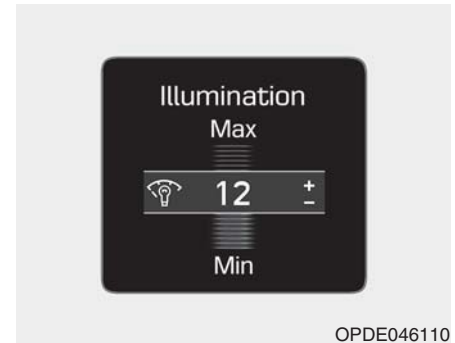 Illumination
Max
12 + −
Min
OPDE046110